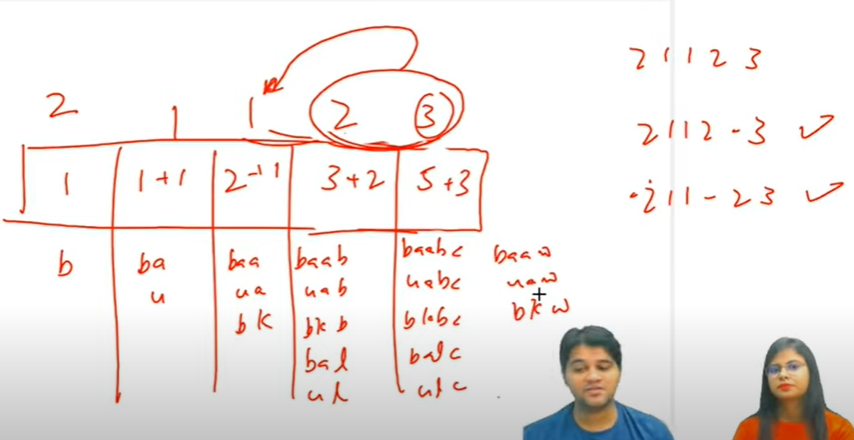 2 1 1 2 3
1 1+1 2+1 3+2 5+3
b ba baa baab baabc baaw
u ua uab uabc uaw
bk bkb bkbc bkw
bal balc
ul ulc
21123
2112-3 ✓
211-23 ✓